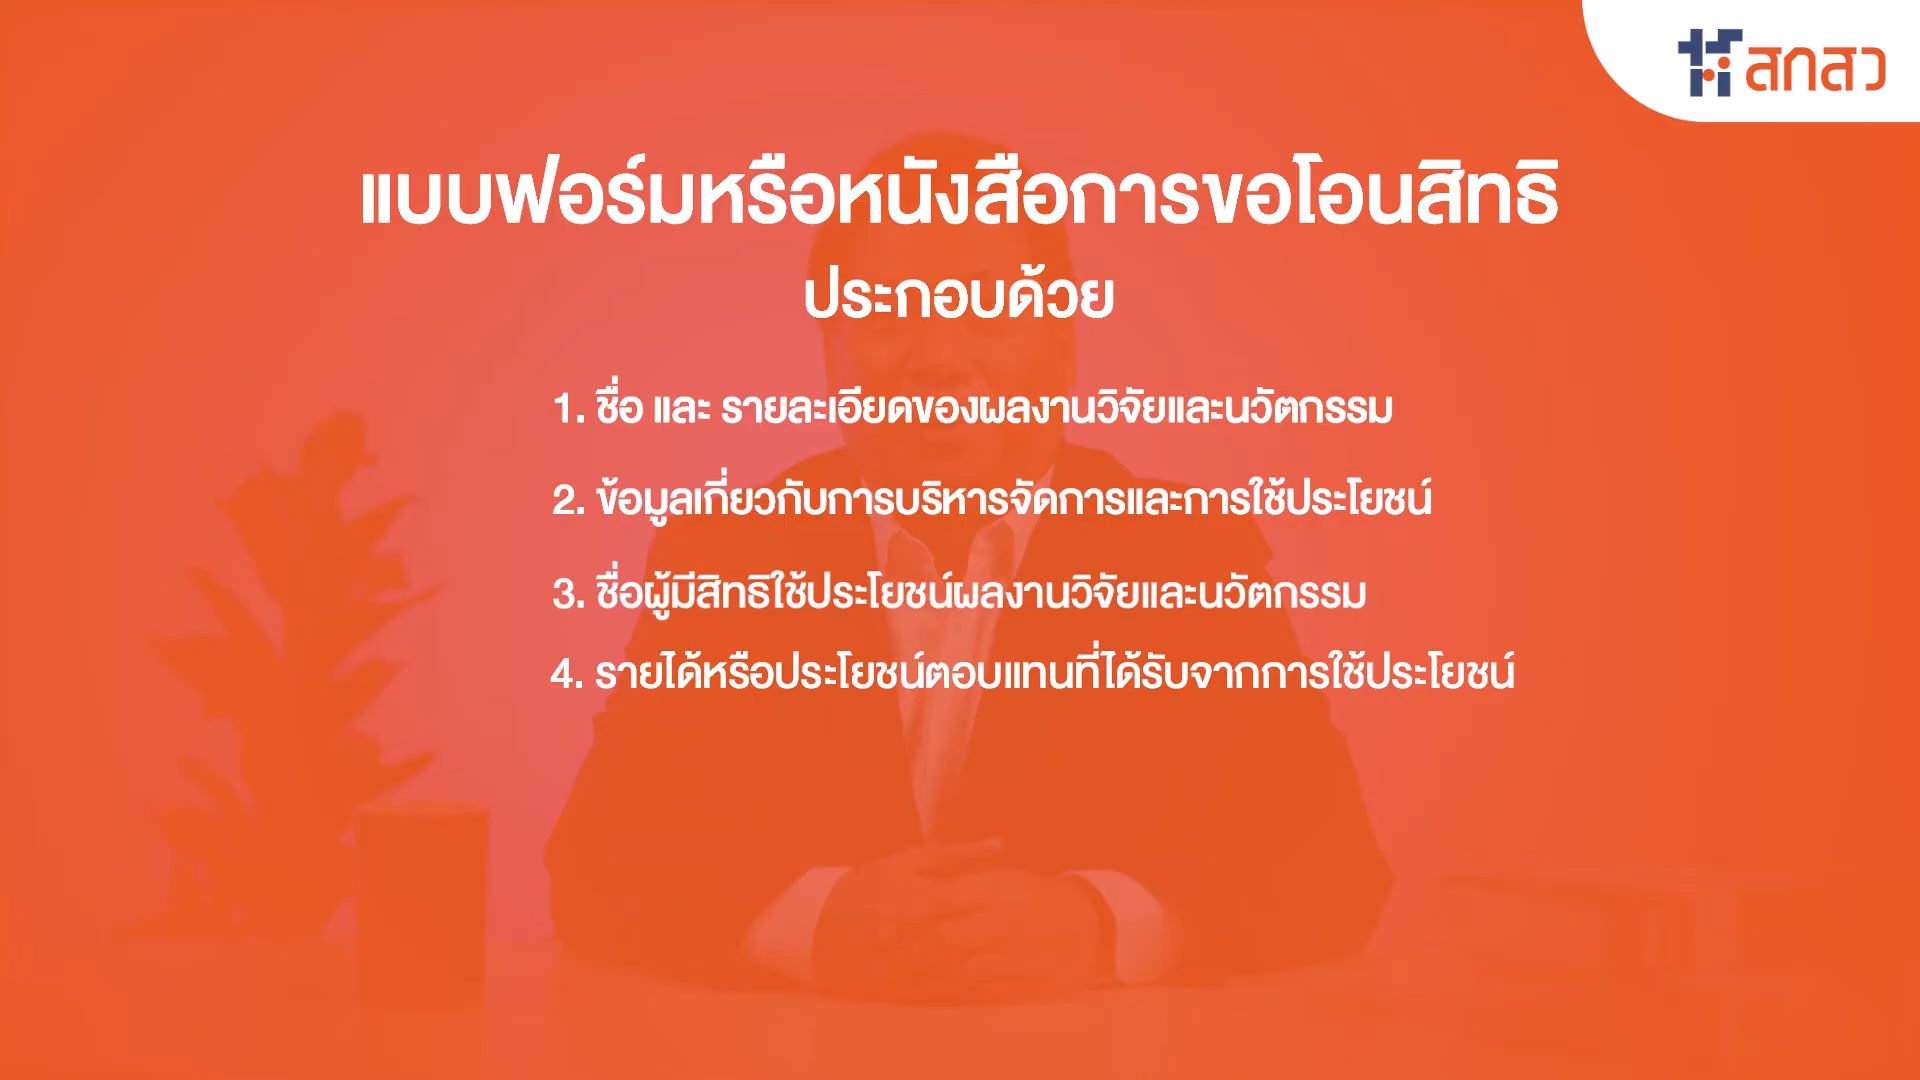 สกสว
แบบฟอร์มหรือหนังสือการขอโอนสิทธิ
ประกอบด้วย
1. ชื่อ และ รายละเอียดของผลงานวิจัยและนวัตกรรม
2. ข้อมูลเกี่ยวกับการบริหารจัดการและการใช้ประโยชน์
3. ชื่อผู้มีสิทธิใช้ประโยชน์ผลงานวิจัยและนวัตกรรม
4. รายได้หรือประโยชน์ตอบแทนที่ได้รับจากการใช้ประโยชน์